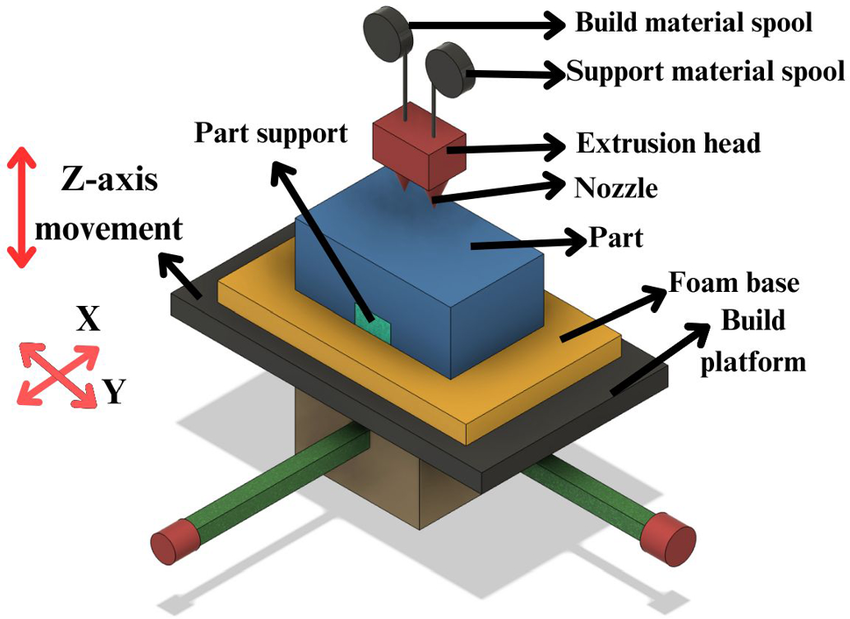 Build material spool
Support material spool
Part support
Extrusion head
Z-axis
movement
Nozzle
Part
Foam base
X
Build
platform
Y